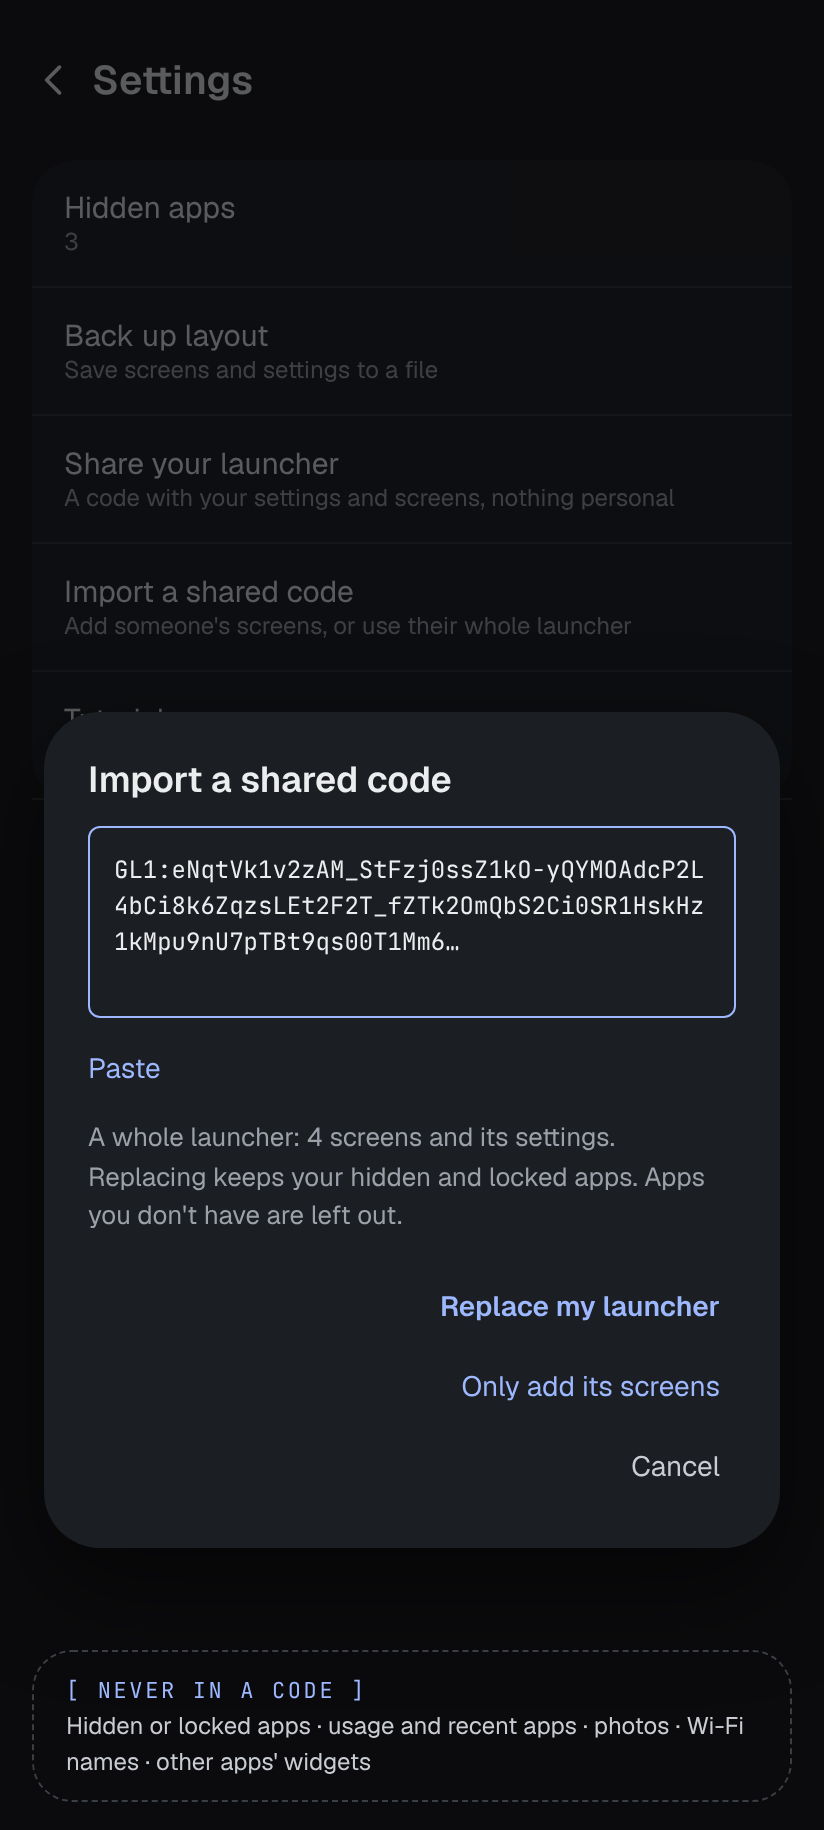 Settings
Hidden apps
3
Back up layout
Save screens and settings to a file
Share your launcher
A code with your settings and screens, nothing personal
Import a shared code
Add someone's screens, or use their whole launcher
Import a shared code
GL1:eNqtVk1v2zAM_StFzj0ssZ1kO-yQYMOAdcP2L
4bCi8k6ZqzsLEt2F2T_fZTk2OmQbS2Ci0SR1HskHz
1kMpu9nU7pTBt9qs00T1Mm6…
Paste
A whole launcher: 4 screens and its settings.
Replacing keeps your hidden and locked apps. Apps
you don't have are left out.
Replace my launcher
Only add its screens
Cancel
[ NEVER IN A CODE ]
Hidden or locked apps · usage and recent apps · photos · Wi-Fi
names · other apps' widgets